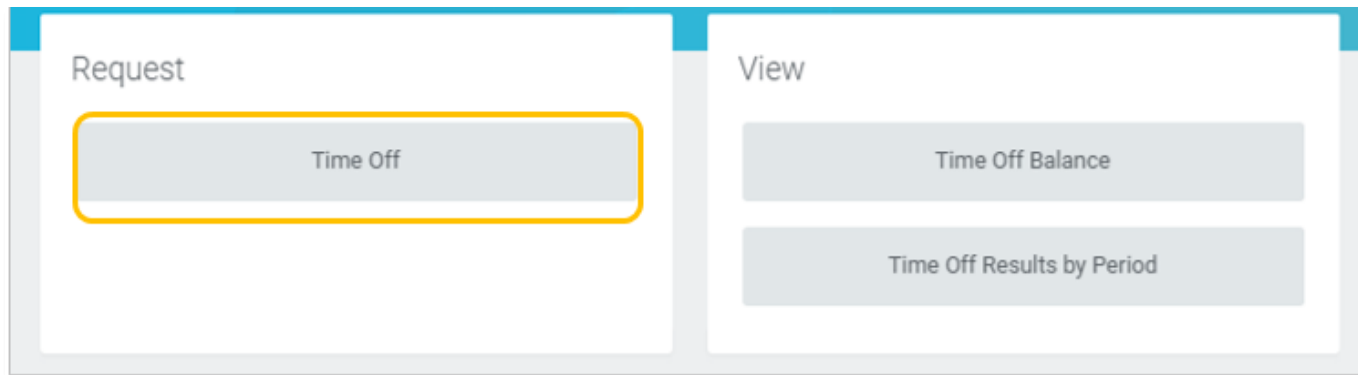 Request
Time Off
View
Time Off Balance
Time Off Results by Period